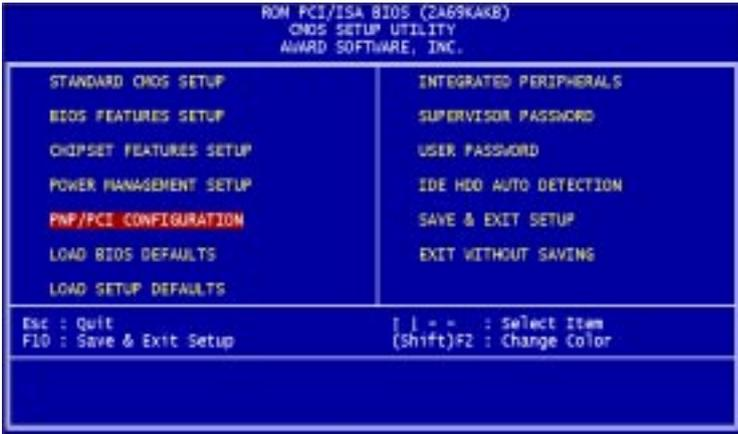 ROM PCI/ISA BIOS (2A69KAKB)
CMOS SETUP UTILITY
AWARD SOFTWARE, INC.
STANDARD CMOS SETUP
BIOS FEATURES SETUP
CHIPSET FEATURES SETUP
POWER MANAGEMENT SETUP
PNP/PCI CONFIGURATION
LOAD BIOS DEFAULTS
LOAD SETUP DEFAULTS
INTEGRATED PERIPHERALS
SUPERVISOR PASSWORD
USER PASSWORD
IDE HDD AUTO DETECTION
SAVE & EXIT SETUP
EXIT WITHOUT SAVING
Esc : Quit
F10 : Save & Exit Setup
: Select Item
(Shift)F2 : Change Color